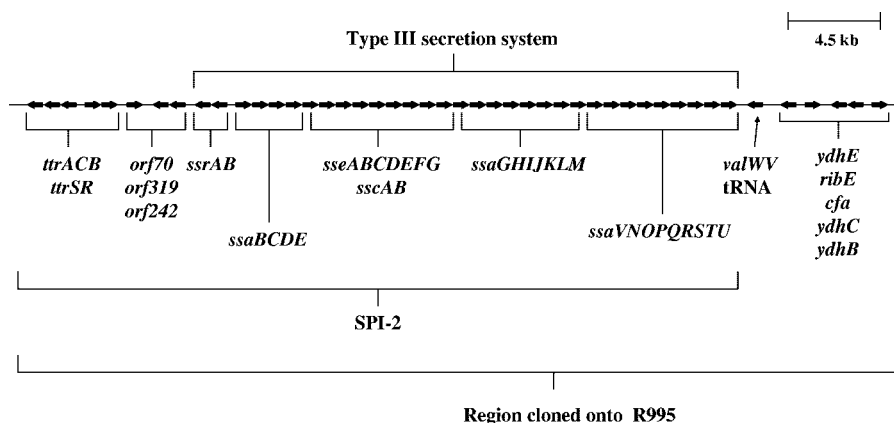 4.5 kb
Type III secretion system
ttrACB
ttrSR
orf70
orf319
orf242
ssrAB
ssaBCDE
sseABCDEFG
sscAB
ssaGHIJKLM
ssaVNOPQRSTU
valWV
tRNA
ydhE
ribE
cfa
ydhC
ydhB
SPI-2
Region cloned onto R995